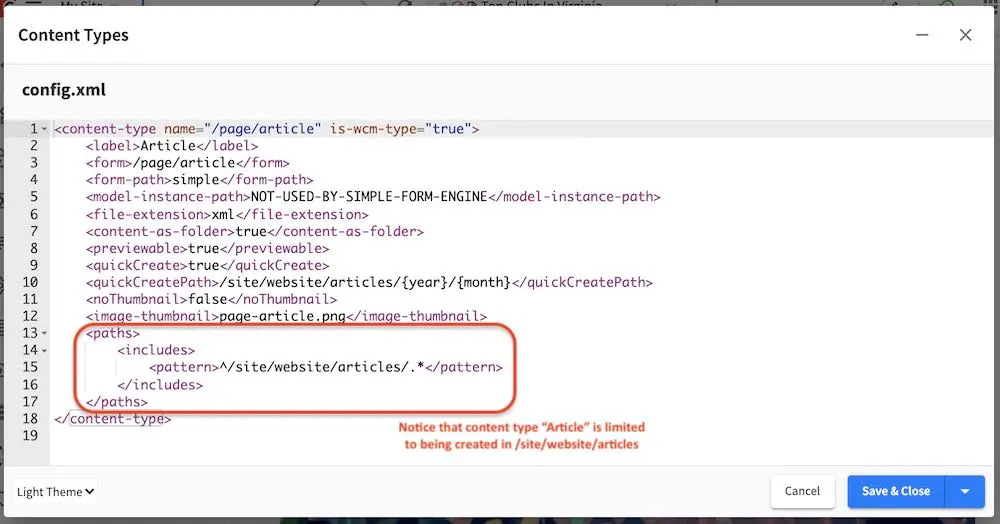 My Site
Top Clubs In Virginia
Content Types
config.xml
1 <content-type name="/page/article" is-wcm-type="true">
2 <label>Article</label>
3 <form>/page/article</form>
4 <form-path>simple</form-path>
5 <model-instance-path>NOT-USED-BY-SIMPLE-FORM-ENGINE</model-instance-path>
6 <file-extension>xml</file-extension>
7 <content-as-folder>true</content-as-folder>
8 <previewable>true</previewable>
9 <quickCreate>true</quickCreate>
10 <quickCreatePath>/site/website/articles/{year}/{month}</quickCreatePath>
11 <noThumbnail>false</noThumbnail>
12 <image-thumbnail>page-article.png</image-thumbnail>
13 <paths>
14 <includes>
15 <pattern>^/site/website/articles/.*</pattern>
16 </includes>
17 </paths>
18 </content-type>
19
Notice that content type “Article” is limited
to being created in /site/website/articles
Light Theme
Cancel
Save & Close